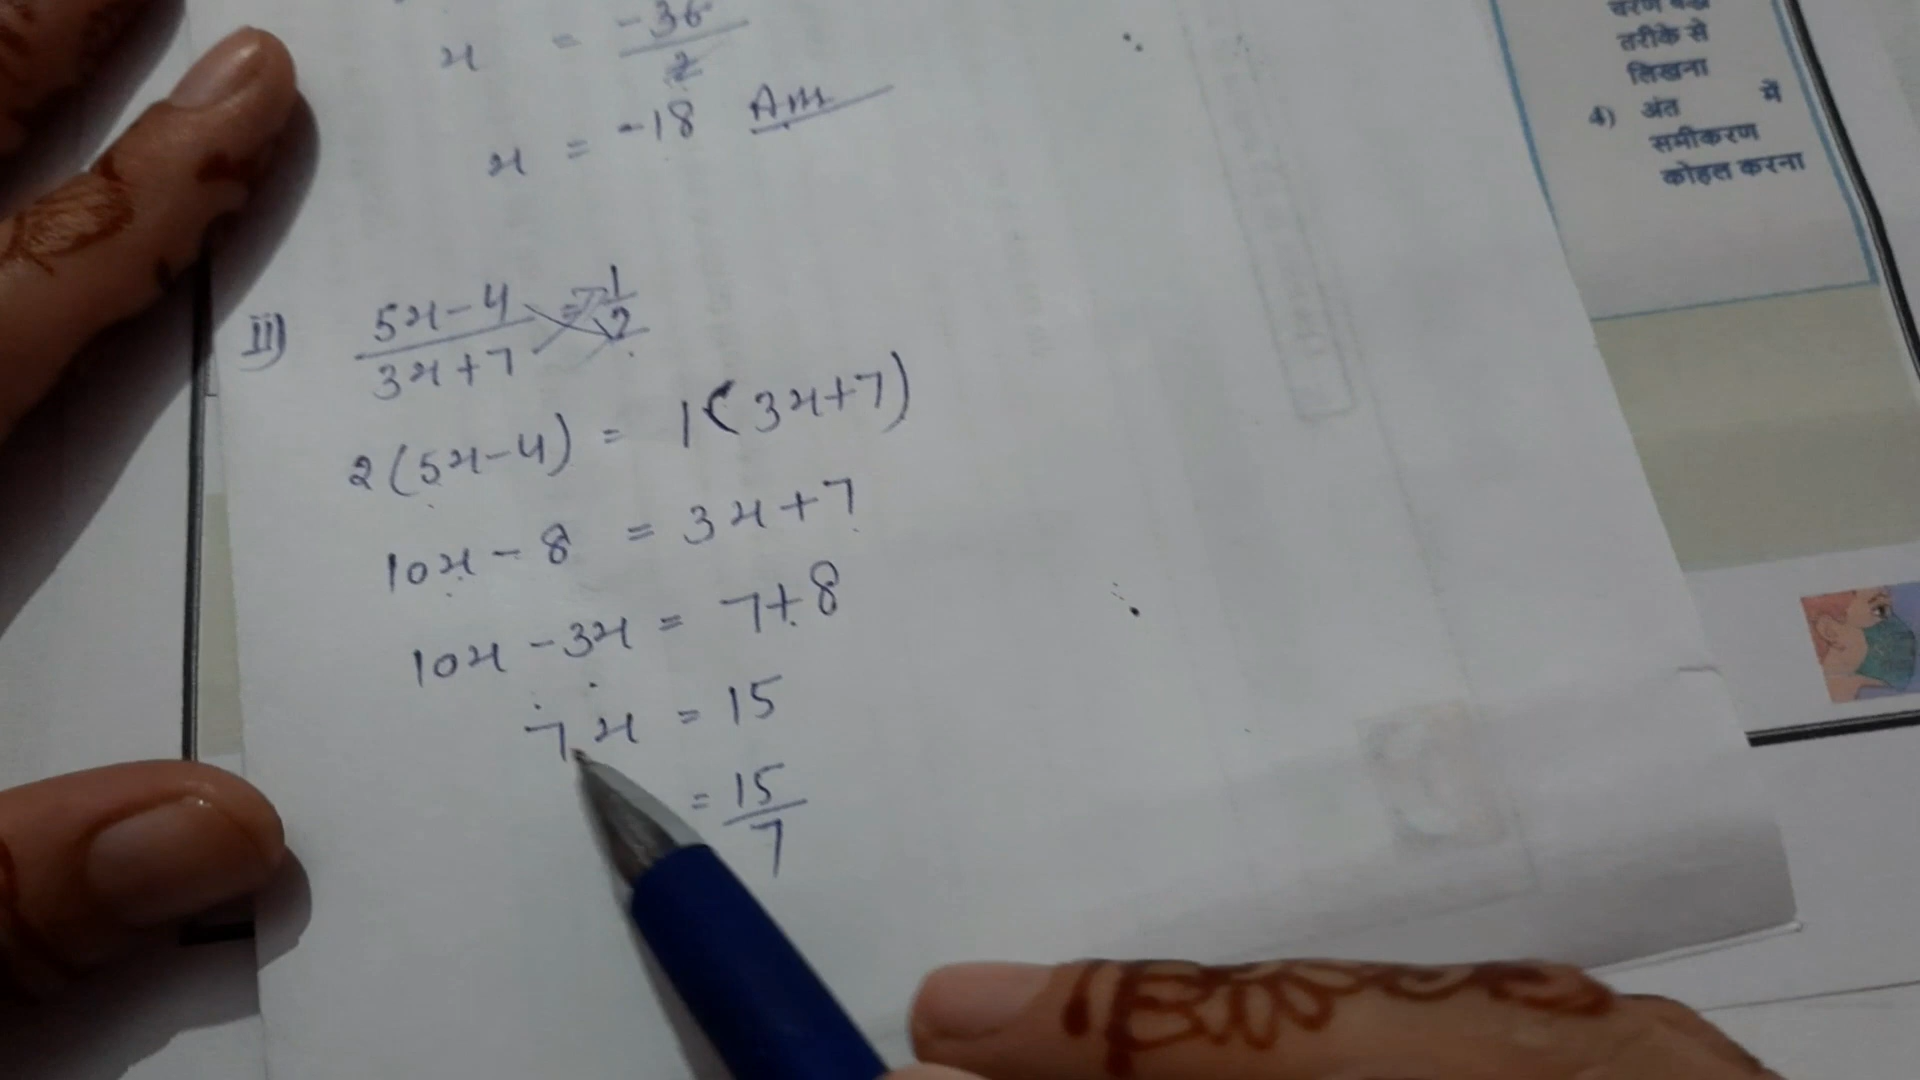 x = -36/2
x = -18 Ans
II) (5x-4)/(3x+7) = 1/2
2(5x-4) = 1(3x+7)
10x - 8 = 3x+7
10x - 3x = 7+8
7x = 15
= 15/7
तरीके से
लिखना
4) अंत में
समीकरण
कोहल करना